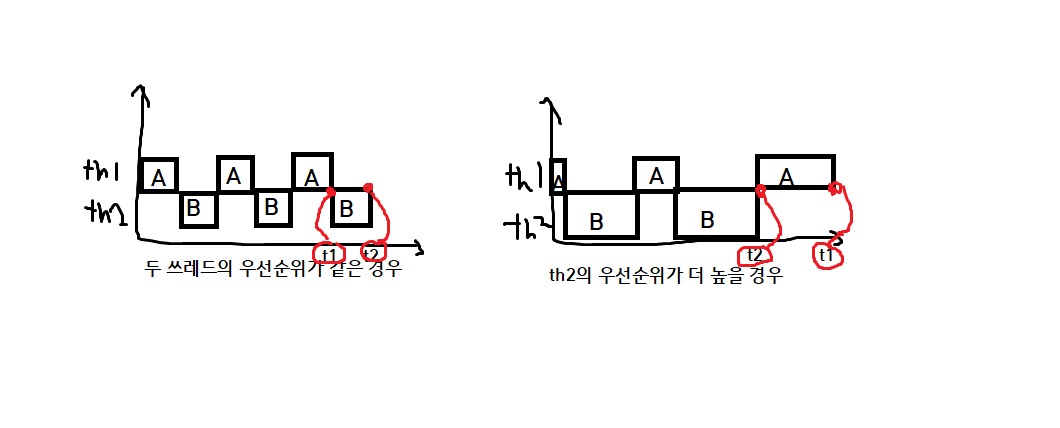 th1 A A A
th2 B B B
t1 t2
두 쓰레드의 우선순위가 같은 경우
th1 A A A
th2 B B
t2 t1
th2의 우선순위가 더 높을 경우